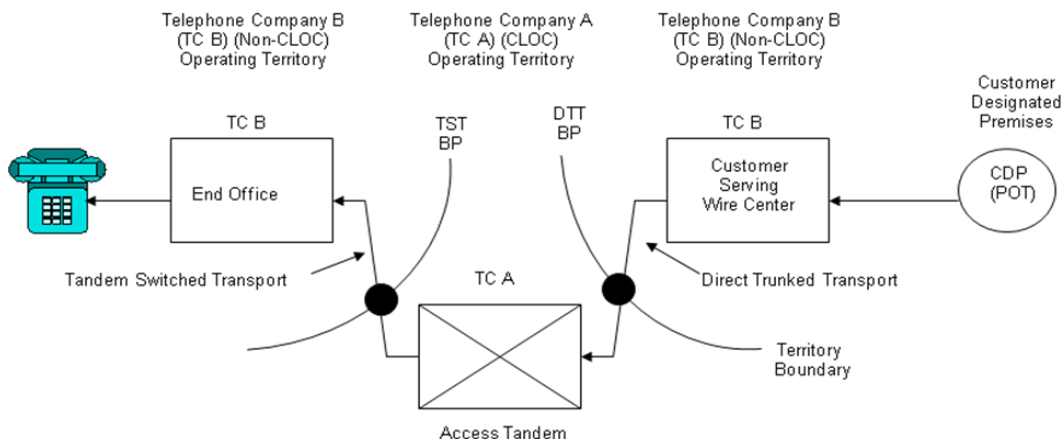 Telephone Company B
(TC B) (Non-CLOC)
Operating Territory
Telephone Company A
(TC A) (CLOC)
Operating Territory
Telephone Company B
(TC B) (Non-CLOC)
Operating Territory
Customer
Designated
Premises
TC B
TST
BP
DTT
BP
TC B
End Office
Customer
Serving
Wire Center
CDP
(POT)
Tandem Switched Transport
TC A
Direct Trunked Transport
Territory
Boundary
Access Tandem